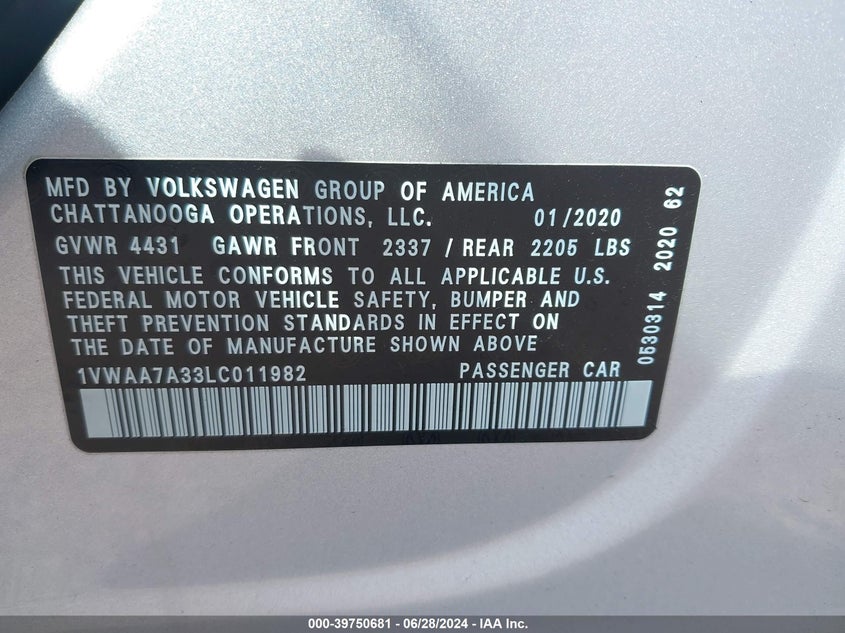 MFD BY VOLKSWAGEN GROUP OF AMERICA
CHATTANOOGA OPERATIONS, LLC. 01/2020
GVWR 4431 GAWR FRONT 2337 / REAR 2205 LBS
THIS VEHICLE CONFORMS TO ALL APPLICABLE U.S.
FEDERAL MOTOR VEHICLE SAFETY, BUMPER AND
THEFT PREVENTION STANDARDS IN EFFECT ON
THE DATE OF MANUFACTURE SHOWN ABOVE
1VWAA7A33LC011982 PASSENGER CAR
0530314 2020 62
000-39750681 / 06/28/2024 - IAA Inc.